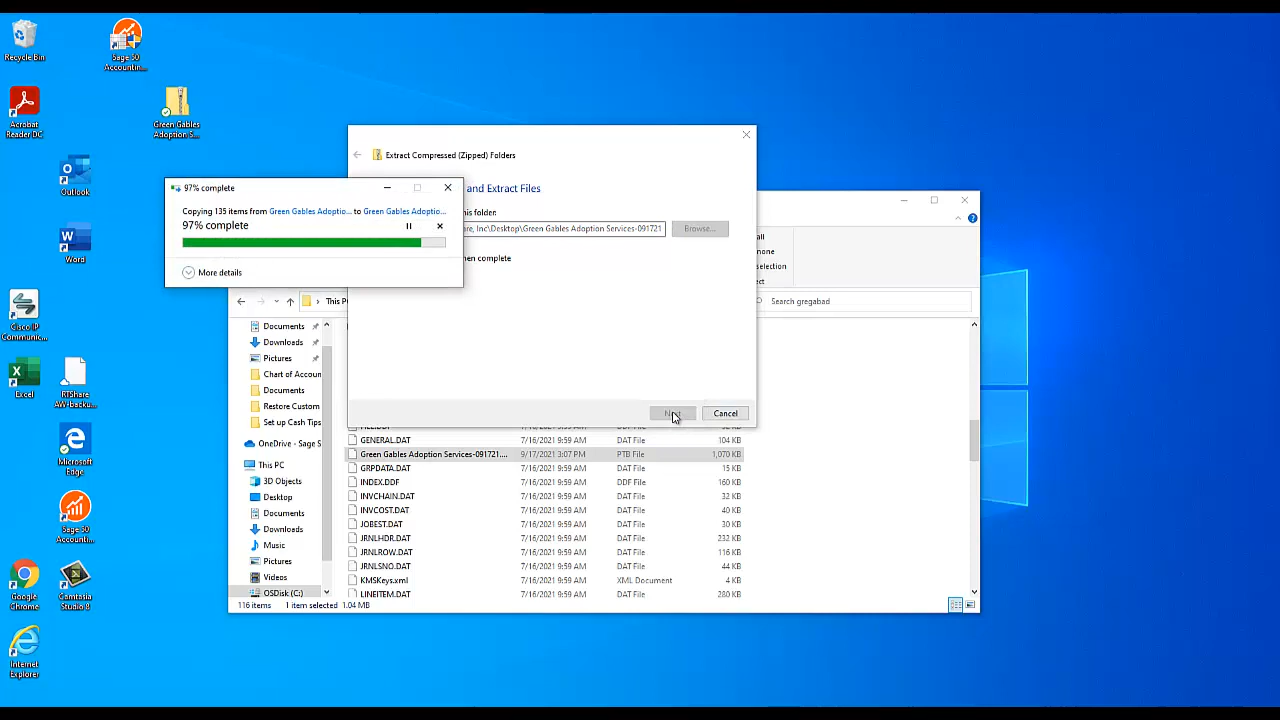 Recycle Bin
Sage 50
Accountin...
Acrobat
Reader DC
Green Gables
Adoption S...
Outlook
Word
Cisco IP
Communic...
Excel
RTShare
AW-backu...
Microsoft
Edge
Sage 50
Accountin...
Google
Chrome
Camtasia
Studio 8
Internet
Explorer
Extract Compressed (Zipped) Folders
and Extract Files
his folder:
are, Inc\Desktop\Green Gables Adoption Services-091721
Browse...
hen complete
Next
Cancel
97% complete
Copying 135 items from Green Gables Adoptio... to Green Gables Adoptio...
97% complete
More details
all
one
selection
ect
This P
Search gregabad
Documents
Downloads
Pictures
Chart of Accoun
Documents
Restore Custom
Set up Cash Tips
OneDrive - Sage S
This PC
3D Objects
Desktop
Documents
Downloads
Music
Pictures
Videos
OSDisk (C:)
GENERAL.DAT 7/16/2021 9:59 AM DAT File 104 KB
Green Gables Adoption Services-091721.... 9/17/2021 3:07 PM PTB File 1,070 KB
GRPDATA.DAT 7/16/2021 9:59 AM DAT File 15 KB
INDEX.DDF 7/16/2021 9:59 AM DDF File 160 KB
INVCHAIN.DAT 7/16/2021 9:59 AM DAT File 32 KB
INVCOST.DAT 7/16/2021 9:59 AM DAT File 40 KB
JOBEST.DAT 7/16/2021 9:59 AM DAT File 32 KB
JRNLHDR.DAT 7/16/2021 9:59 AM DAT File 232 KB
JRNLROW.DAT 7/16/2021 9:59 AM DAT File 116 KB
JRNLSNO.DAT 7/16/2021 9:59 AM DAT File 44 KB
KMSKeys.xml 7/16/2021 9:59 AM XML Document 4 KB
LINEITEM.DAT 7/16/2021 9:59 AM DAT File 280 KB
116 items 1 item selected 1.04 MB